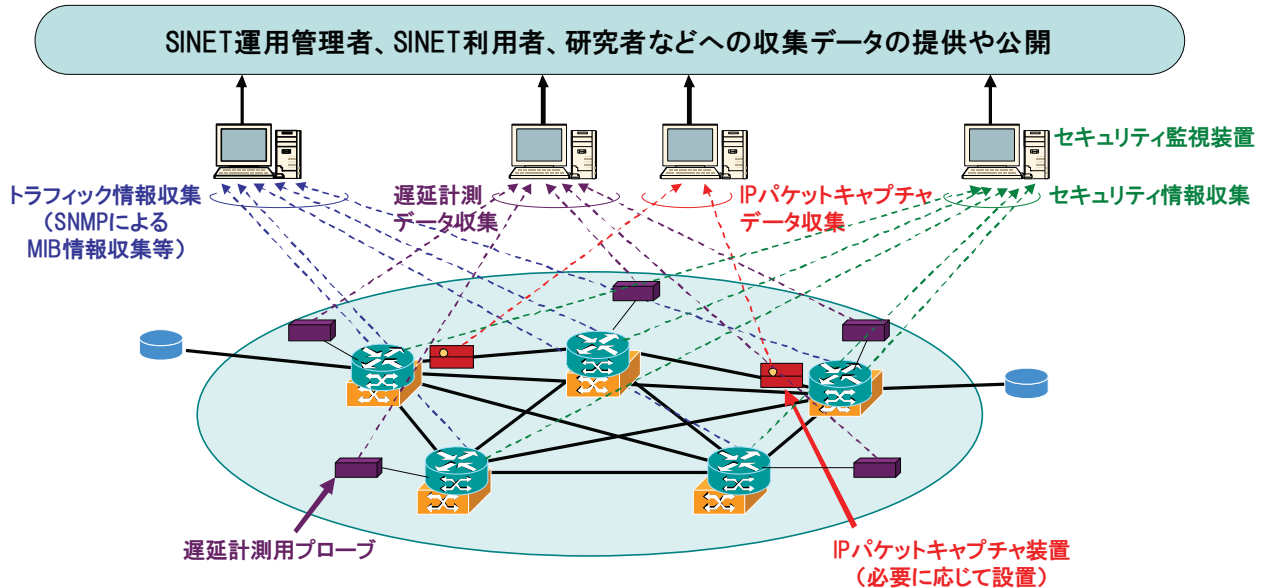 SINET運用管理者、SINET利用者、研究者などへの収集データの提供や公開
セキュリティ監視装置
トラフィック情報収集
（SNMPによる
MIB情報収集等）
遅延計測
データ収集
IPパケットキャプチャ
データ収集
セキュリティ情報収集
遅延計測用プローブ
IPパケットキャプチャ装置
（必要に応じて設置）